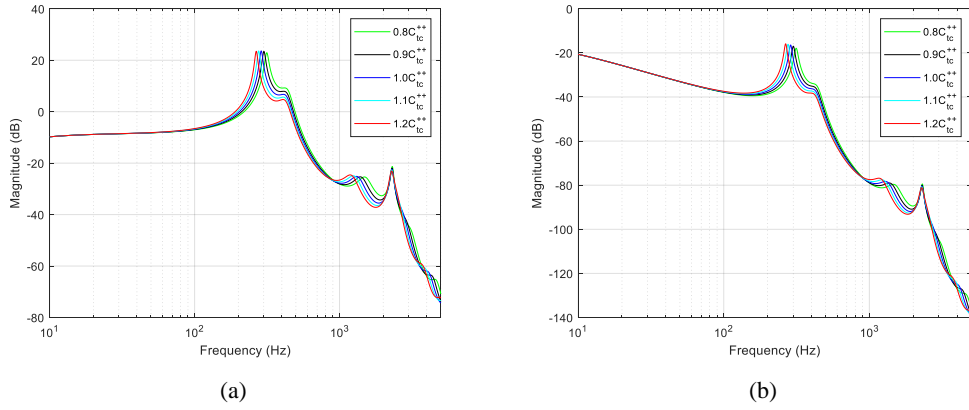 40
20
0
-20
-40
-60
-80
Magnitude (dB)
10^1
10^2
10^3
Frequency (Hz)
0.8C_tc^++
0.9C_tc^++
1.0C_tc^++
1.1C_tc^++
1.2C_tc^++
(a)
0
-20
-40
-60
-80
-100
-120
-140
Magnitude (dB)
10^1
10^2
10^3
Frequency (Hz)
0.8C_tc^++
0.9C_tc^++
1.0C_tc^++
1.1C_tc^++
1.2C_tc^++
(b)